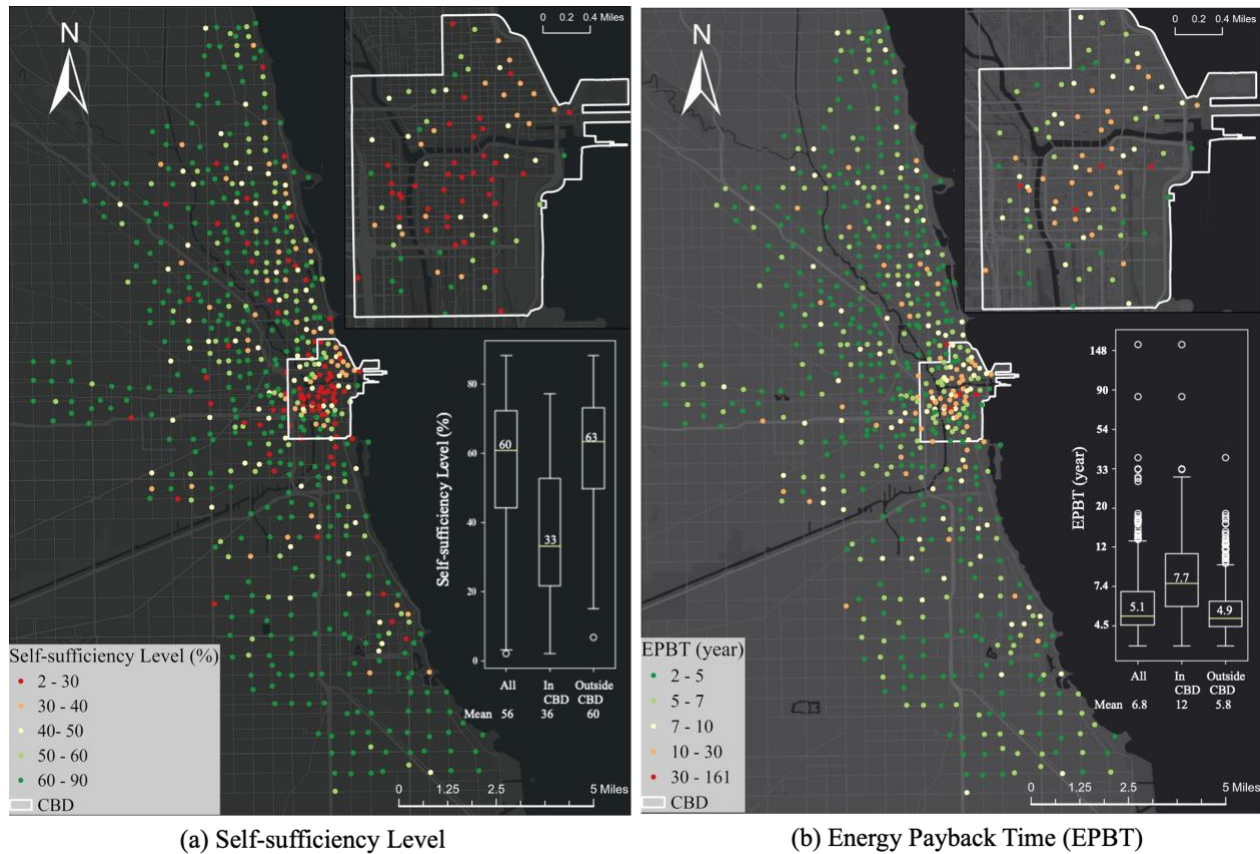 N
0 0.2 0.4 Miles
Self-sufficiency Level (%)
80
60
40
20
0
60
33
63
All
In CBD
Outside CBD
Mean 56 36 60
Self-sufficiency Level (%)
2 - 30
30 - 40
40- 50
50 - 60
60 - 90
CBD
0 1.25 2.5 5 Miles
(a) Self-sufficiency Level
N
0 0.2 0.4 Miles
EPBT (year)
148
90
54
33
20
12
7.4
4.5
5.1
7.7
4.9
All
In CBD
Outside CBD
Mean 6.8 12 5.8
EPBT (year)
2 - 5
5 - 7
7 - 10
10 - 30
30 - 161
CBD
0 1.25 2.5 5 Miles
(b) Energy Payback Time (EPBT)